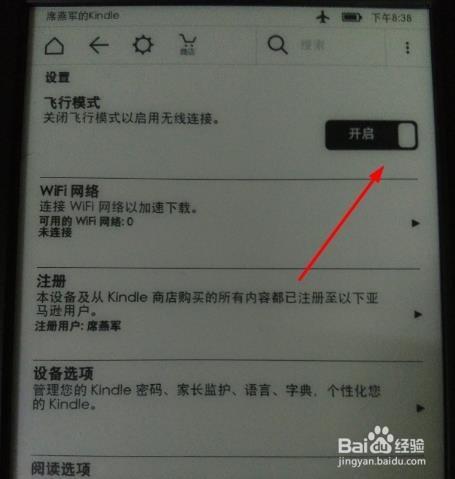 席燕军的Kindle
下午8:38
商店
搜索
设置
飞行模式
关闭飞行模式以启用无线连接。
开启
WiFi 网络
连接 WiFi 网络以加速下载。
可用的 WiFi 网络: 0
未连接
注册
本设备及从 Kindle 商店购买的所有内容都已注册至以下亚
马逊用户。
注册用户: 席燕军
设备选项
管理您的 Kindle 密码、家长监护、语言、字典，个性化您
的 Kindle。
阅读选项
Baidu 经验
jingyan.baidu.com